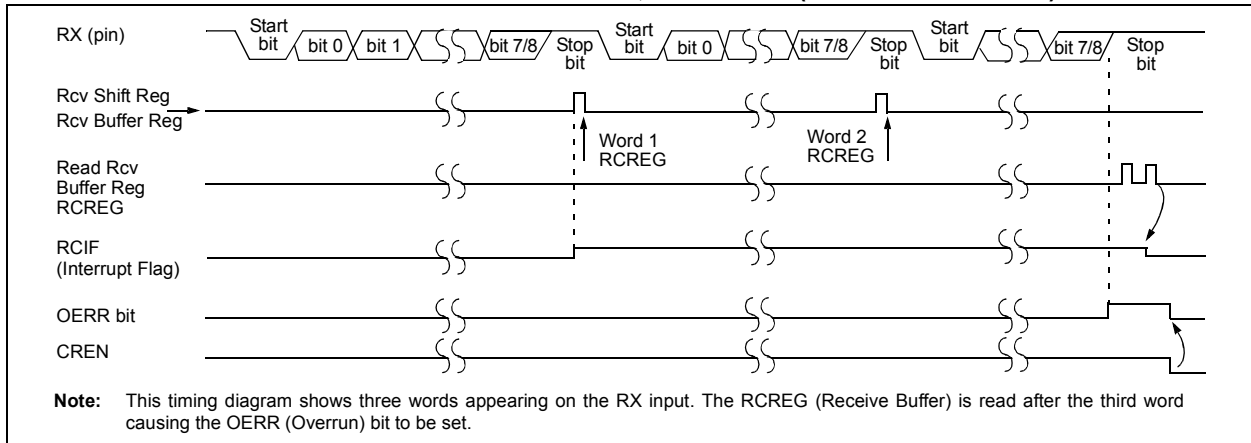 RX (pin)
Start
bit
bit 0
bit 1
bit 7/8
Stop
bit
Start
bit
bit 0
bit 7/8
Stop
bit
Start
bit
bit 7/8
Stop
bit
Rcv Shift Reg
Rcv Buffer Reg
Word 1
RCREG
Word 2
RCREG
Read Rcv
Buffer Reg
RCREG
RCIF
(Interrupt Flag)
OERR bit
CREN
Note: This timing diagram shows three words appearing on the RX input. The RCREG (Receive Buffer) is read after the third word
causing the OERR (Overrun) bit to be set.